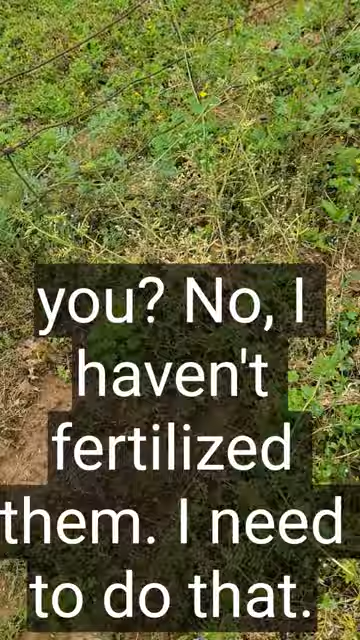 you? No, I
haven't
fertilized
them. I need
to do that.